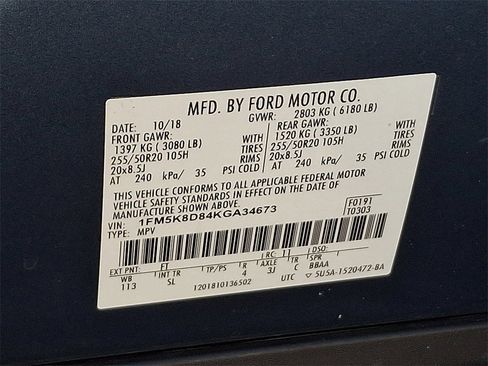 MFD. BY FORD MOTOR CO.
DATE: 10/18 GVWR: 2803 KG ( 6180 LB)
FRONT GAWR: REAR GAWR:
1397 KG ( 3080 LB) WITH 1520 KG ( 3350 LB) WITH
255/50R20 105H TIRES 255/50R20 105H TIRES
20x8.5J RIMS 20x8.5J RIMS
AT 240 kPa/ 35 PSI COLD AT 240 kPa/ 35 PSI COLD
THIS VEHICLE CONFORMS TO ALL APPLICABLE FEDERAL MOTOR
VEHICLE SAFETY STANDARDS IN EFFECT ON THE DATE OF MANUFACTURE SHOWN ABOVE.
VIN: 1FM5K8D84KGA34673 F0191
TYPE: MPV T0303
EXT PNT: FT RC: 11 DSO:
WB INT TR TP/PS R AXLE TR SPR
113 SL 4 3J C BBAA
1201810136502 UTC 5U5A-1520472-BA